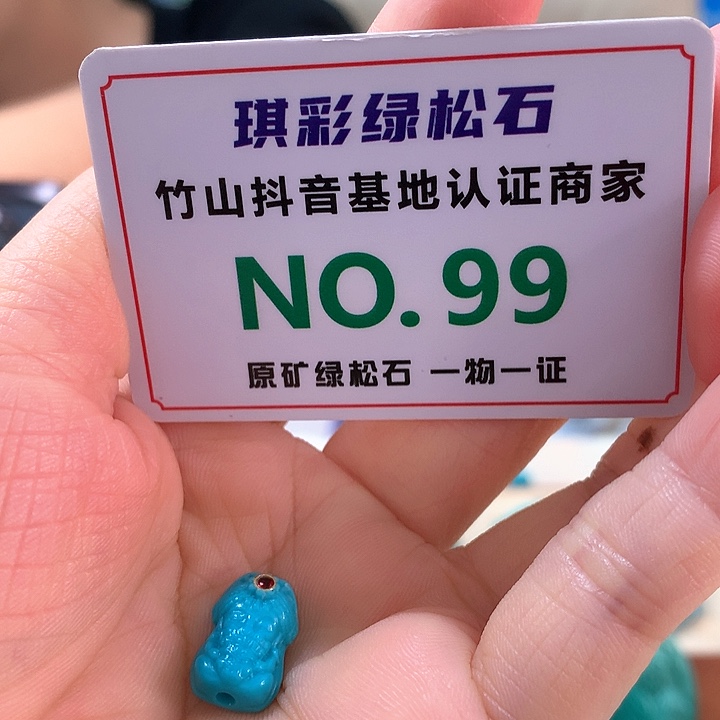 琪彩绿松石
竹山抖音基地认证商家
NO.99
原矿绿松石 一物一证